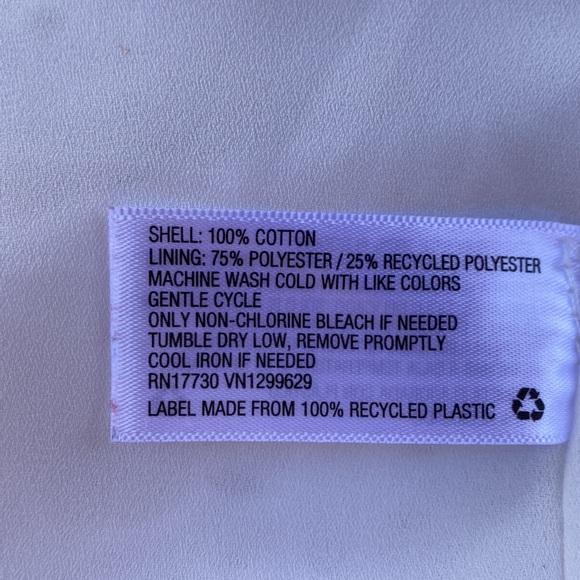 SHELL: 100% COTTON
LINING: 75% POLYESTER / 25% RECYCLED POLYESTER
MACHINE WASH COLD WITH LIKE COLORS
GENTLE CYCLE
ONLY NON-CHLORINE BLEACH IF NEEDED
TUMBLE DRY LOW, REMOVE PROMPTLY
COOL IRON IF NEEDED
RN17730 VN1299629
LABEL MADE FROM 100% RECYCLED PLASTIC